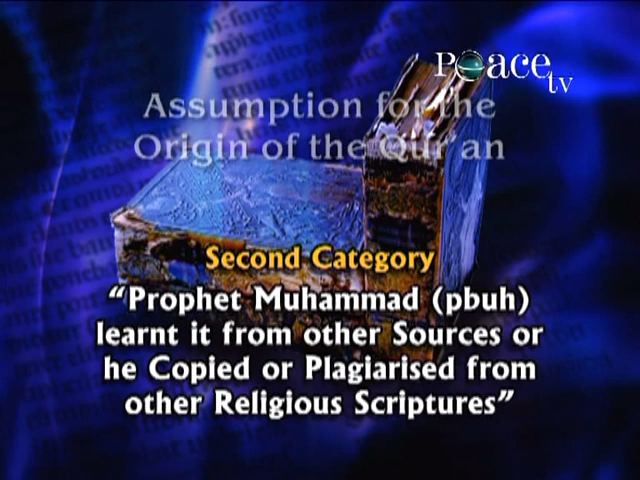 Peace
tv
Assumption for the
Origin of the Qur'an
Second Category
“Prophet Muhammad (pbuh)
learnt it from other Sources or
he Copied or Plagiarised from
other Religious Scriptures”